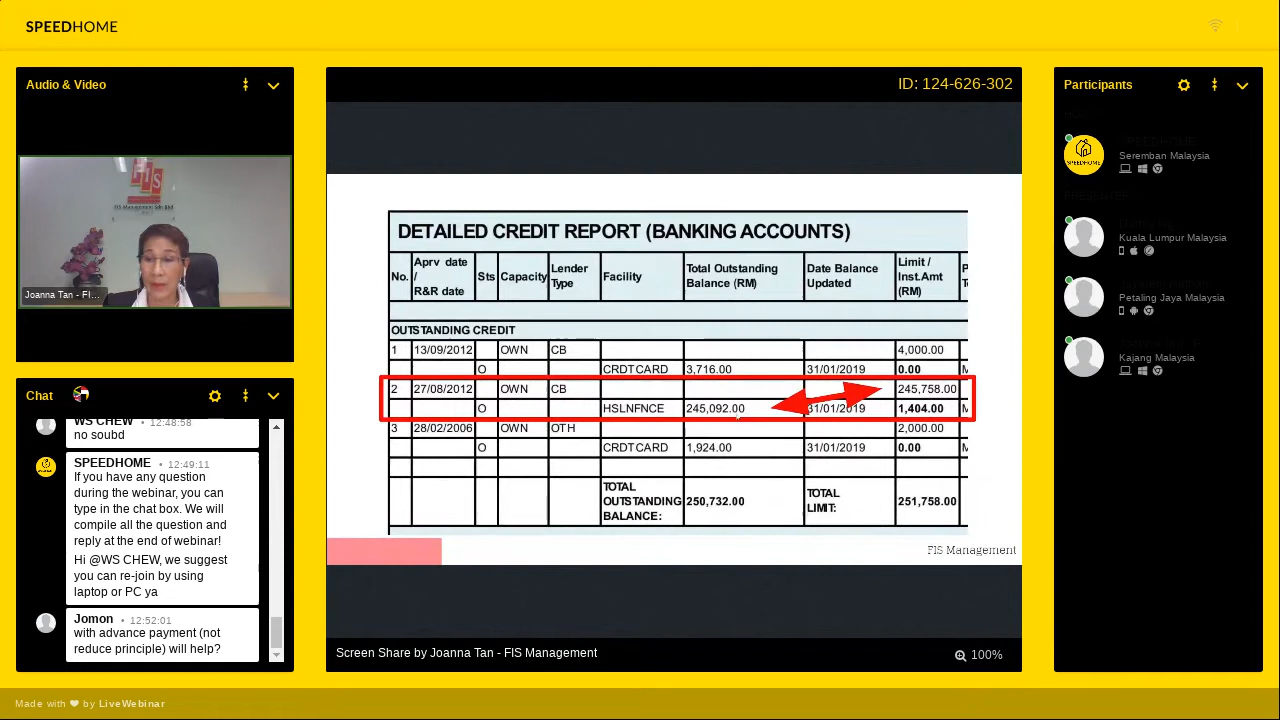 SPEEDHOME
Audio & Video
FIS
FIS Management Sdn Bhd
Joanna Tan - FI...
Chat
WS CHEW • 12:48:58
no soubd
SPEEDHOME • 12:49:11
If you have any question
during the webinar, you can
type in the chat box. We will
compile all the question and
reply at the end of webinar!
Hi @WS CHEW, we suggest
you can re-join by using
laptop or PC ya
Jomon • 12:52:01
with advance payment (not
reduce principle) will help?
ID: 124-626-302
DETAILED CREDIT REPORT (BANKING ACCOUNTS)
No. Aprv date / R&R date Sts Capacity Lender Type Facility Total Outstanding Balance (RM) Date Balance Updated Limit / Inst.Amt (RM)
OUTSTANDING CREDIT
1 13/09/2012 OWN CB 4,000.00
O CRDTCARD 3,716.00 31/01/2019 0.00
2 27/08/2012 OWN CB 245,758.00
O HSLNFNCE 245,092.00 31/01/2019 1,404.00
3 28/02/2006 OWN OTH 2,000.00
O CRDTCARD 1,924.00 31/01/2019 0.00
TOTAL OUTSTANDING BALANCE: 250,732.00 TOTAL LIMIT: 251,758.00
FIS Management
Screen Share by Joanna Tan - FIS Management
100%
Participants
SPEEDHOME
Seremban Malaysia
PRESENTER
Kuala Lumpur Malaysia
Petaling Jaya Malaysia
Kajang Malaysia
Made with ❤ by LiveWebinar